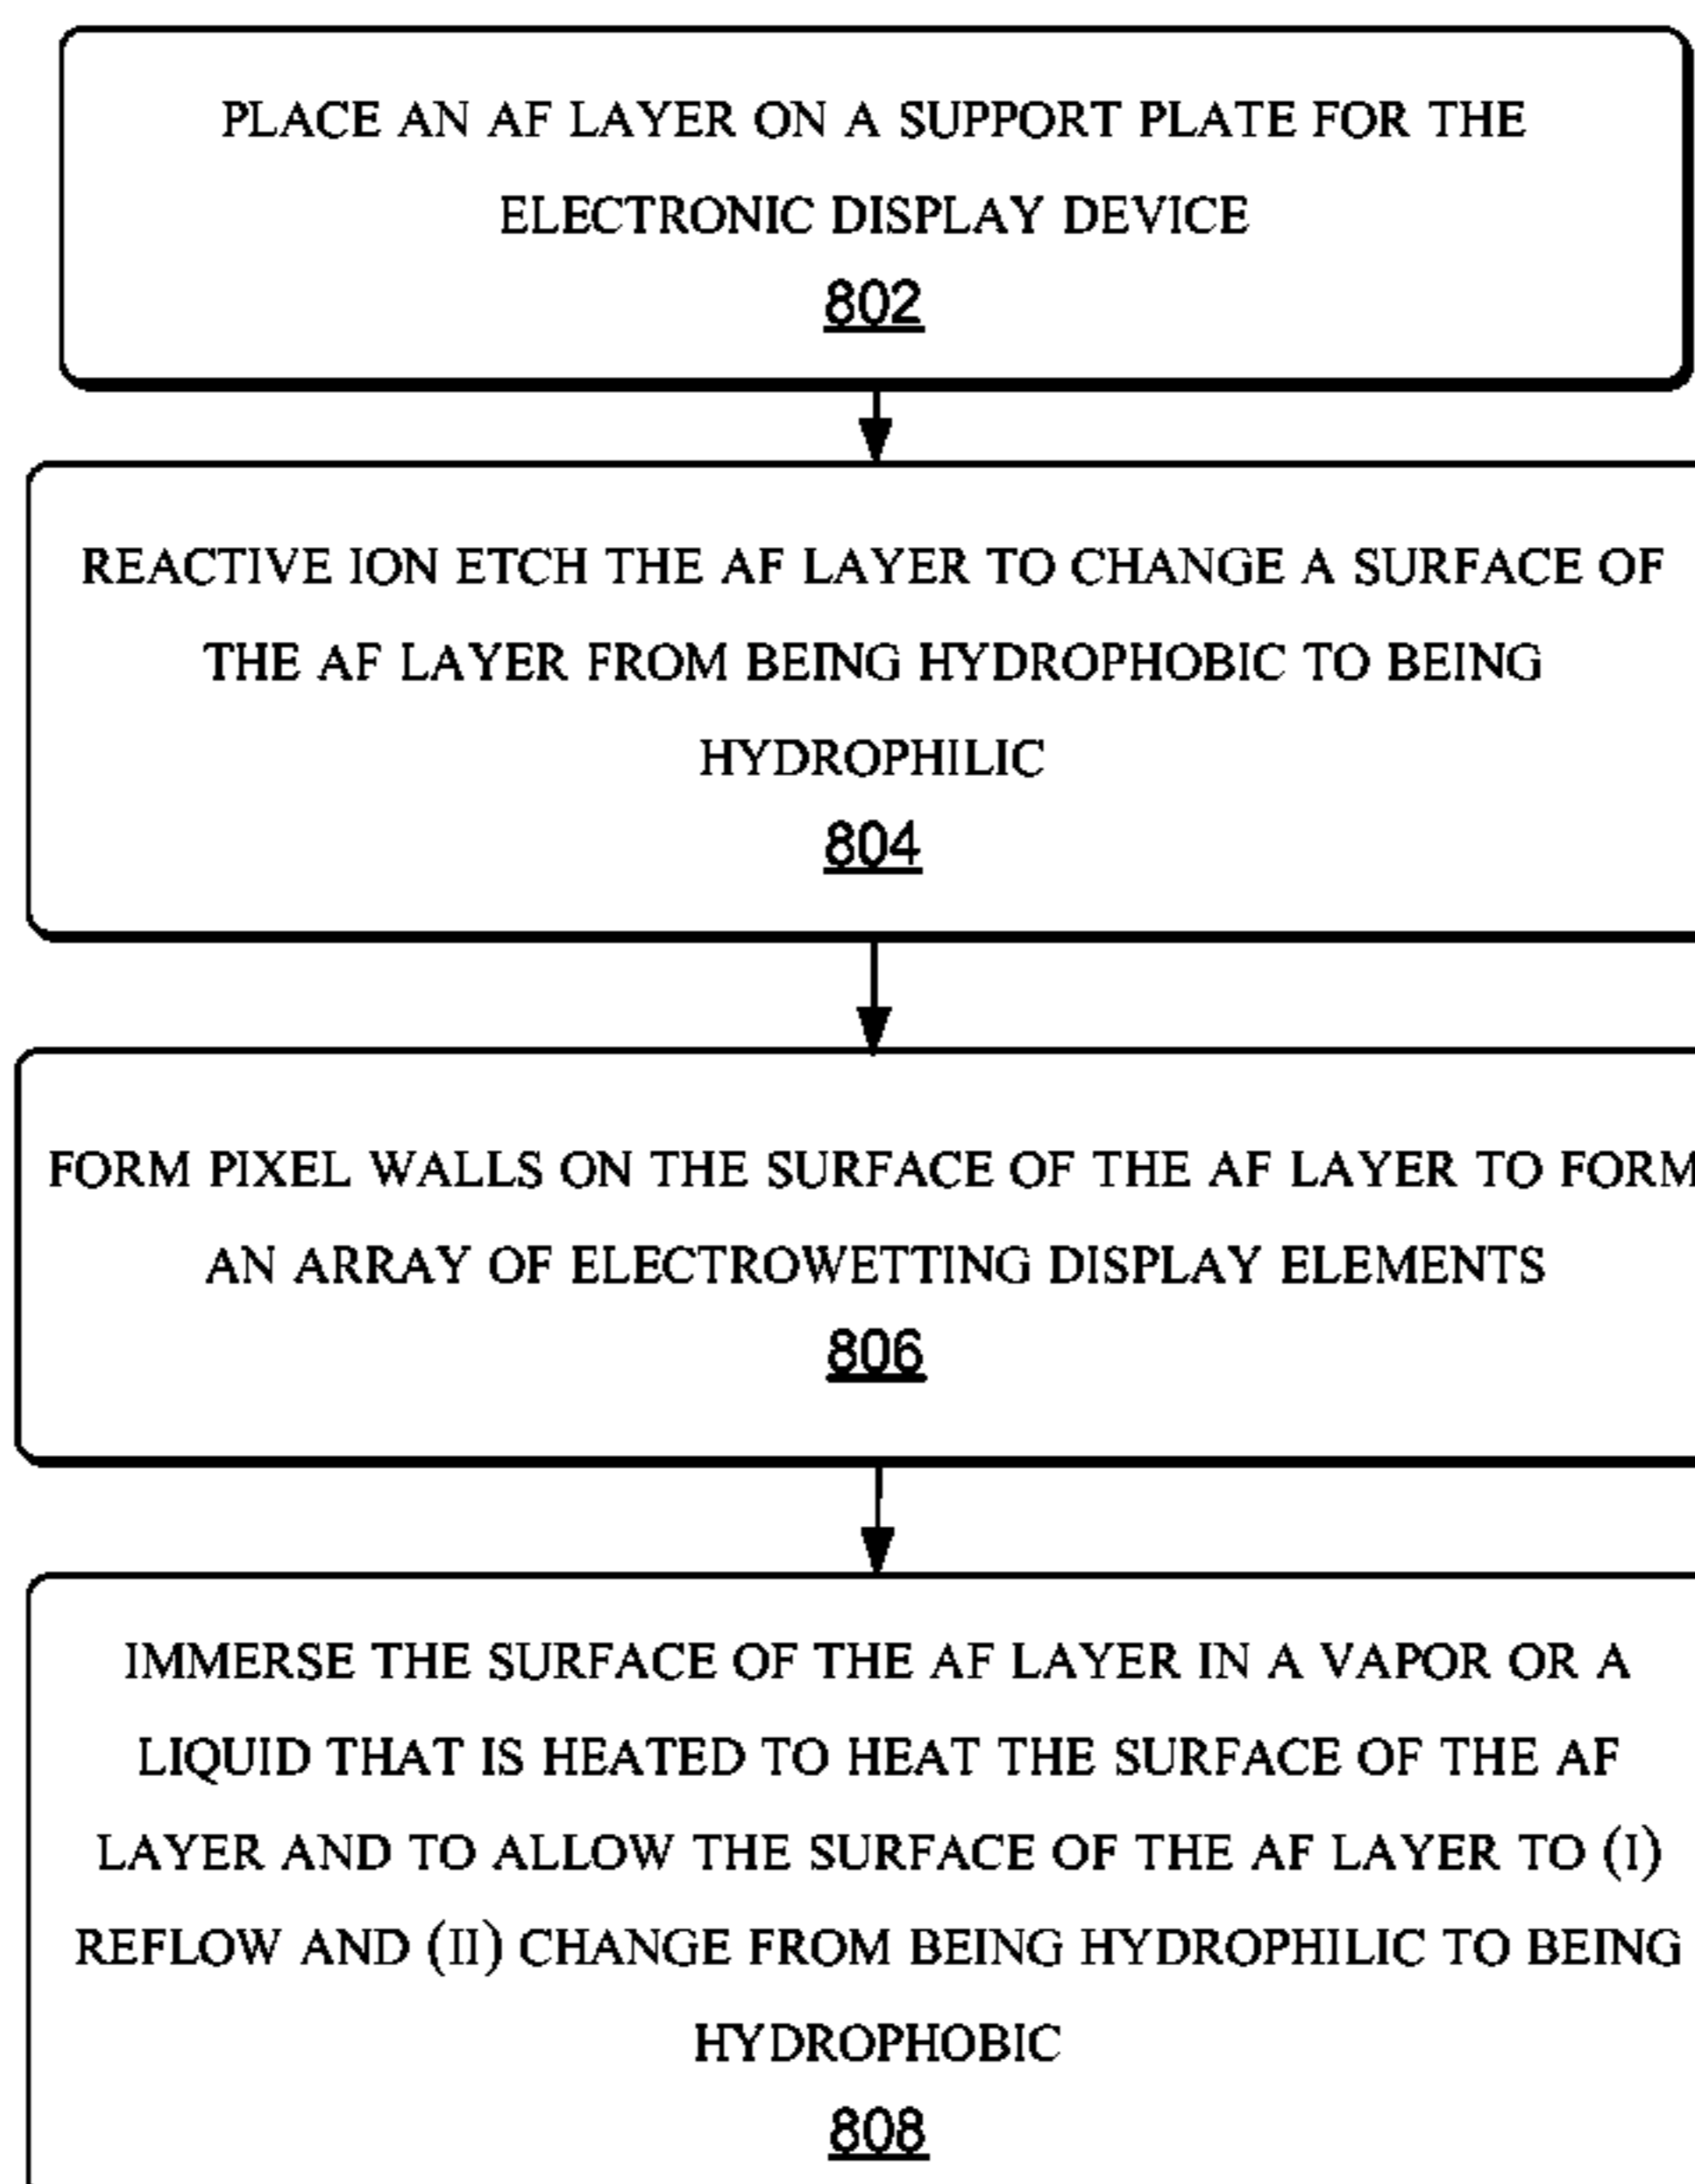 PLACE AN AF LAYER ON A SUPPORT PLATE FOR THE
ELECTRONIC DISPLAY DEVICE
802
REACTIVE ION ETCH THE AF LAYER TO CHANGE A SURFACE OF
THE AF LAYER FROM BEING HYDROPHOBIC TO BEING
HYDROPHILIC
804
FORM PIXEL WALLS ON THE SURFACE OF THE AF LAYER TO FORM
AN ARRAY OF ELECTROWETTING DISPLAY ELEMENTS
806
IMMERSE THE SURFACE OF THE AF LAYER IN A VAPOR OR A
LIQUID THAT IS HEATED TO HEAT THE SURFACE OF THE AF
LAYER AND TO ALLOW THE SURFACE OF THE AF LAYER TO (I)
REFLOW AND (II) CHANGE FROM BEING HYDROPHILIC TO BEING
HYDROPHOBIC
808